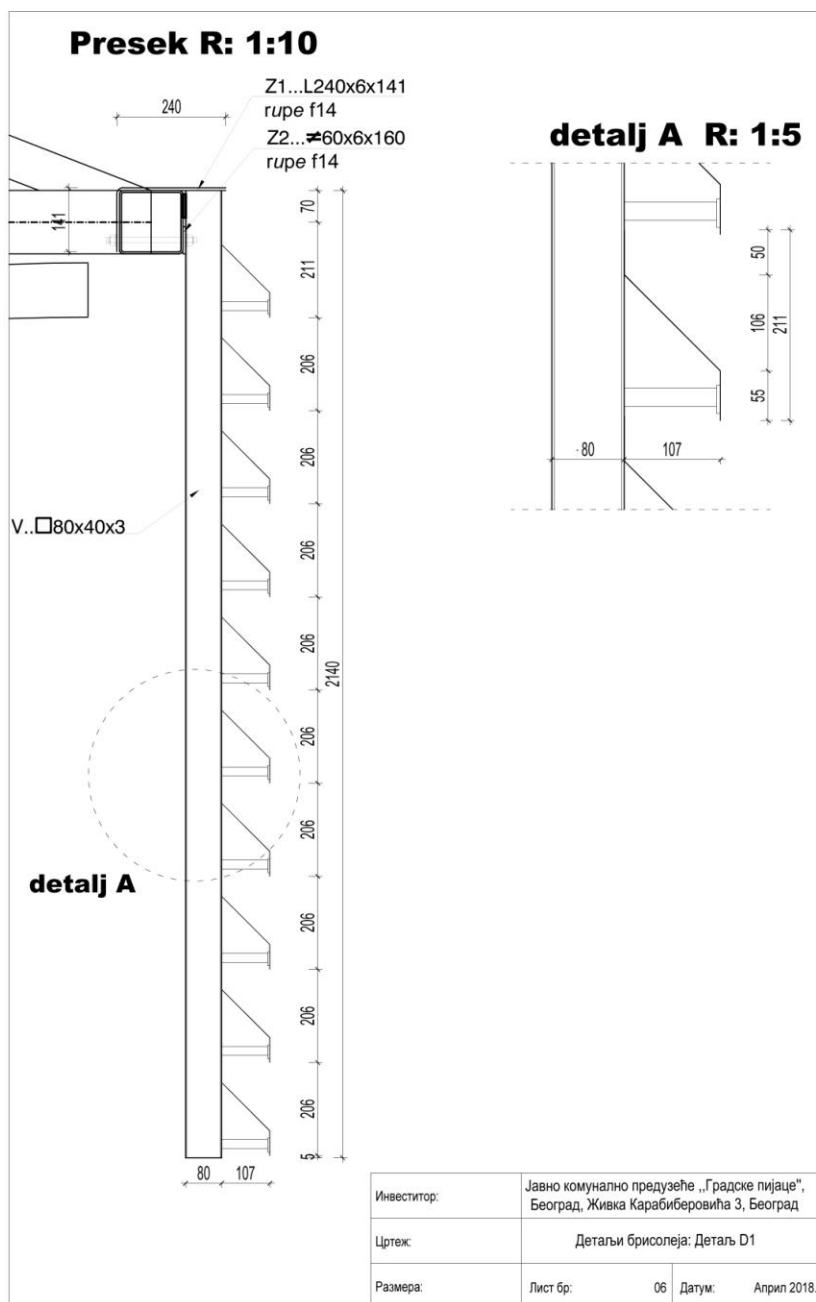 Presek R: 1:10
Z1...L240x6x141
rupe f14
Z2...≠60x6x160
rupe f14
240
141
70
211
206
206
206
206
206
206
206
206
206
5
2140
V..□80x40x3
detalj A
80
107
detalj A R: 1:5
50
106
211
55
80
107
Инвеститор:
Јавно комунално предузеће ,,Градске пијаце",
Београд, Живка Карабиберовића 3, Београд
Цртеж:
Детаљи брисолеја: Детаљ D1
Размера:
Лист бр: 06
Датум: Април 2018.